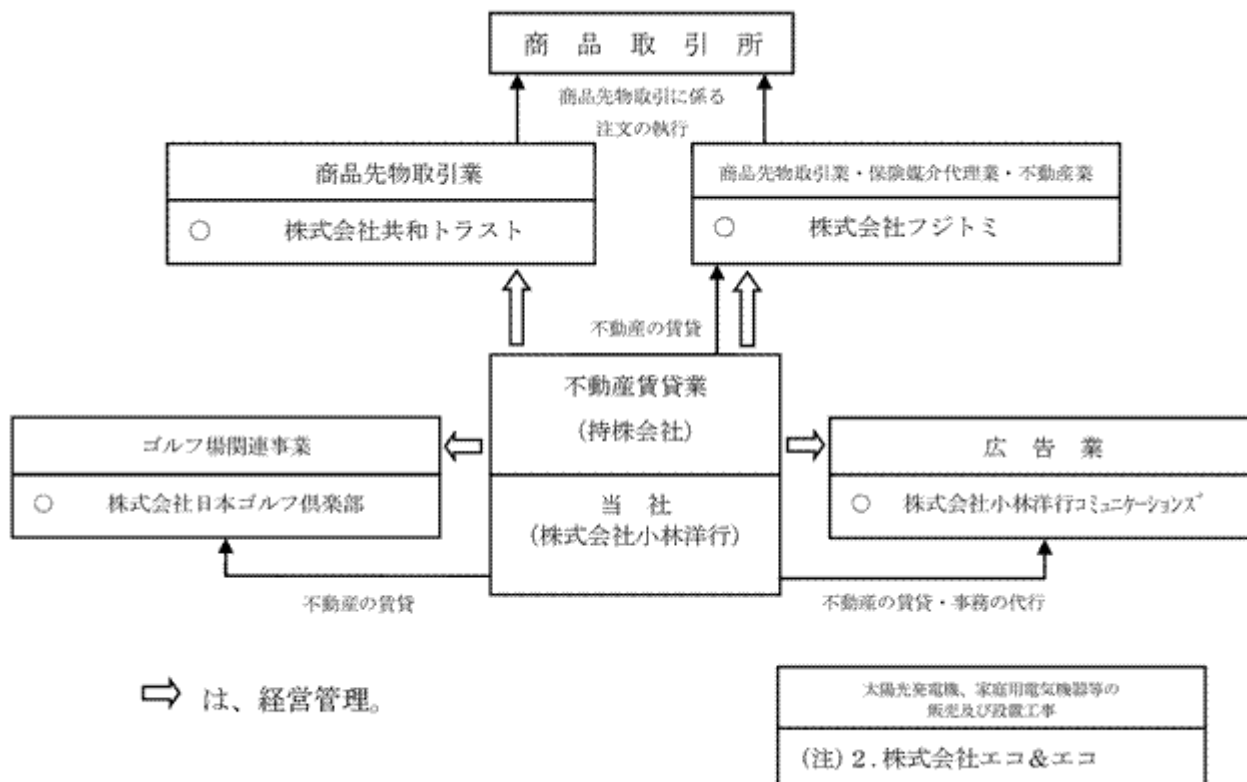 商品取引所
商品先物取引に係る
注文の執行
商品先物取引業
○ 株式会社共和トラスト
商品先物取引業・保険媒介代理業・不動産業
○ 株式会社フジトミ
不動産の賃貸
不動産賃貸業
(持株会社)
当社
(株式会社小林洋行)
ゴルフ場関連事業
○ 株式会社日本ゴルフ倶楽部
広告業
○ 株式会社小林洋行コミュニケーションズ
不動産の賃貸
不動産の賃貸・事務の代行
⇨ は、経営管理。
太陽光発電機、家庭用電気機器等の
販売及び設置工事
(注)2.株式会社エコ&エコ